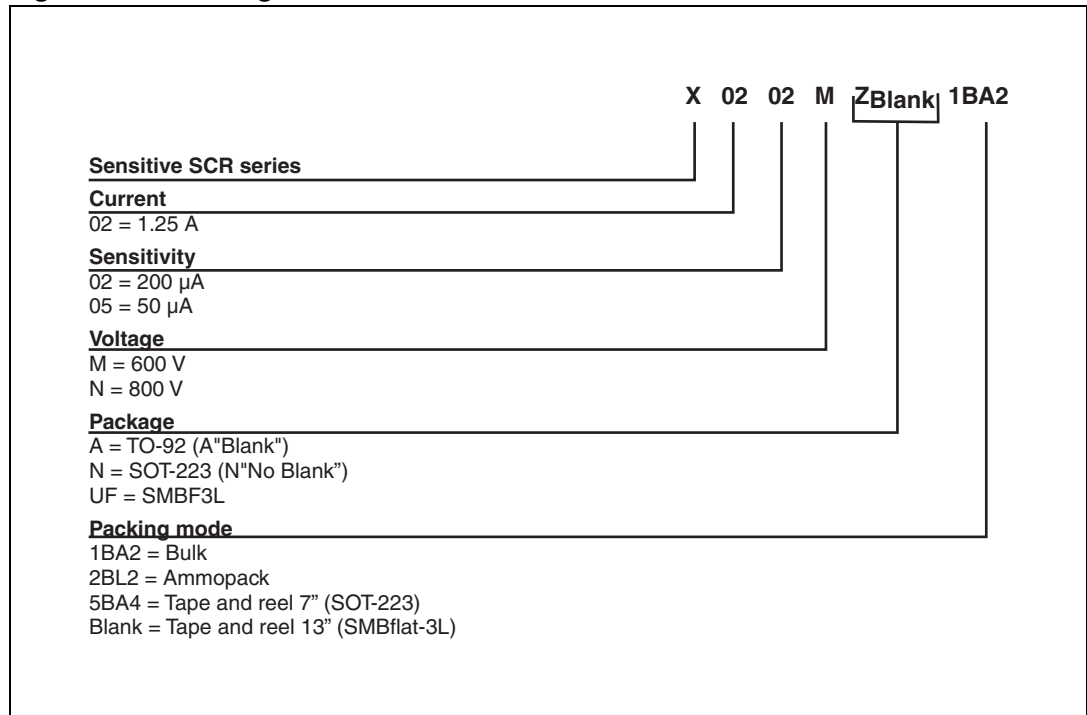 X 02 02 M ZBlank 1BA2
Sensitive SCR series
Current
02 = 1.25 A
Sensitivity
02 = 200 µA
05 = 50 µA
Voltage
M = 600 V
N = 800 V
Package
A = TO-92 (A"Blank")
N = SOT-223 (N"No Blank”)
UF = SMBF3L
Packing mode
1BA2 = Bulk
2BL2 = Ammopack
5BA4 = Tape and reel 7” (SOT-223)
Blank = Tape and reel 13” (SMBflat-3L)